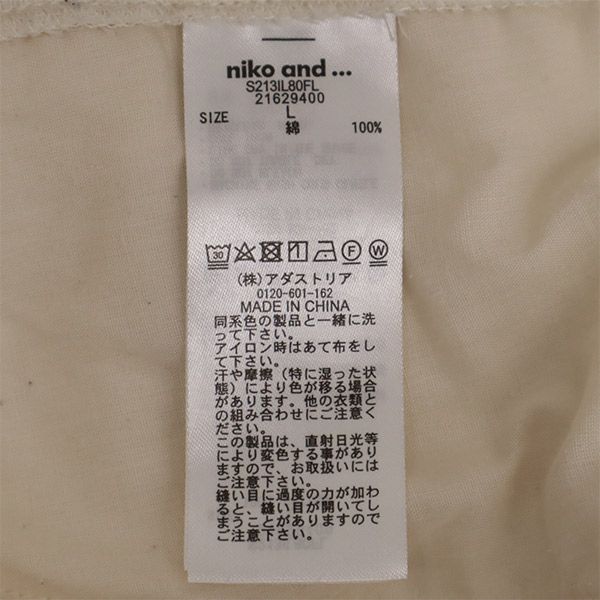 niko and ...
S213IL80FL
21629400
SIZE L
綿 100%
30 F W
(株)アダストリア
0120-601-162
MADE IN CHINA
同系色の製品と一緒に洗
って下さい。
アイロン時はあて布をし
て下さい。
汗や摩擦（特に湿った状
態）により色が移る場合
があります。他の衣類と
の組み合わせにご注意く
ださい。
この製品は、直射日光等
により変色する事があり
ますので、お取扱いには
ご注意ください。
縫い目に過度の力が加わ
ると、縫い目が開いてし
まうことがありますので
ご注意ください。